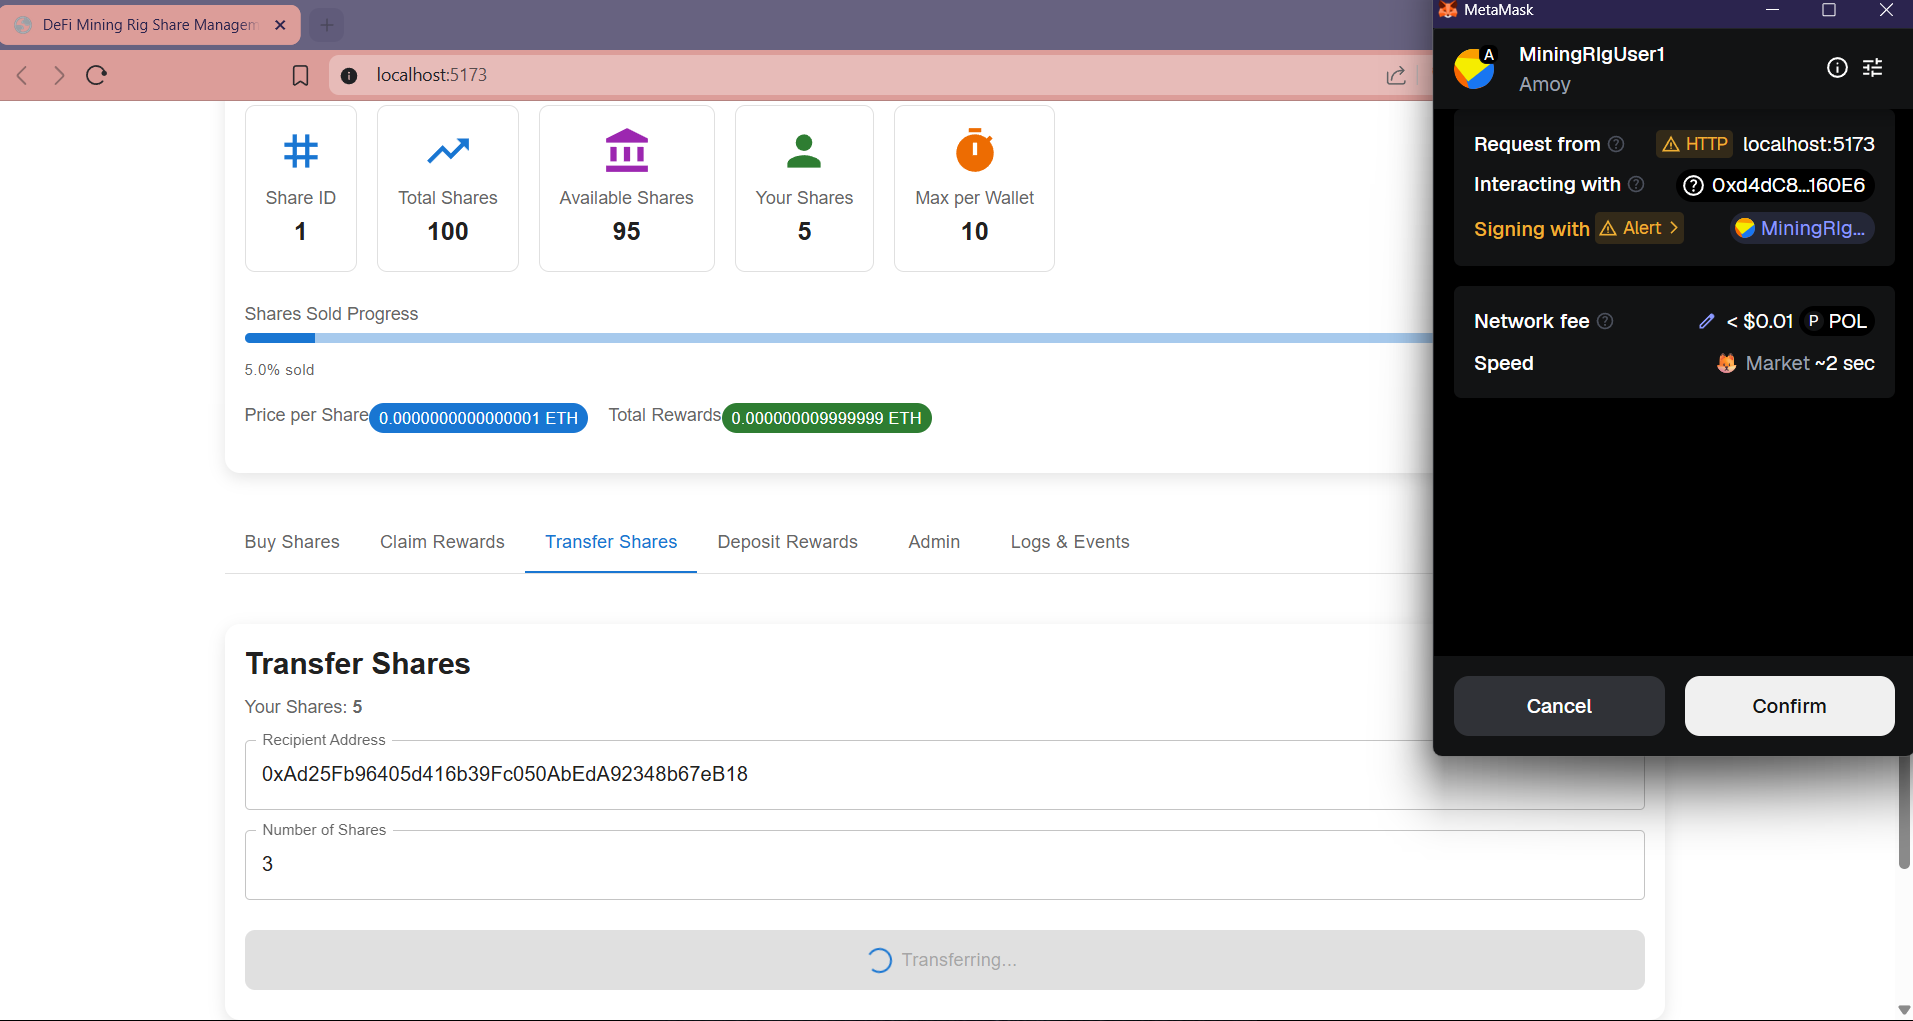 DeFi Mining Rig Share Managem
localhost:5173
Share ID
1
Total Shares
100
Available Shares
95
Your Shares
5
Max per Wallet
10
Shares Sold Progress
5.0% sold
Price per Share 0.0000000000000001 ETH Total Rewards 0.000000009999999 ETH
Buy Shares Claim Rewards Transfer Shares Deposit Rewards Admin Logs & Events
Transfer Shares
Your Shares: 5
Recipient Address
0xAd25Fb96405d416b39Fc050AbEdA92348b67eB18
Number of Shares
3
Transferring...
MetaMask
A
MiningRIgUser1
Amoy
Request from HTTP localhost:5173
Interacting with 0xd4dC8...160E6
Signing with Alert MiningRIg...
Network fee < $0.01 P POL
Speed Market ~2 sec
Cancel Confirm